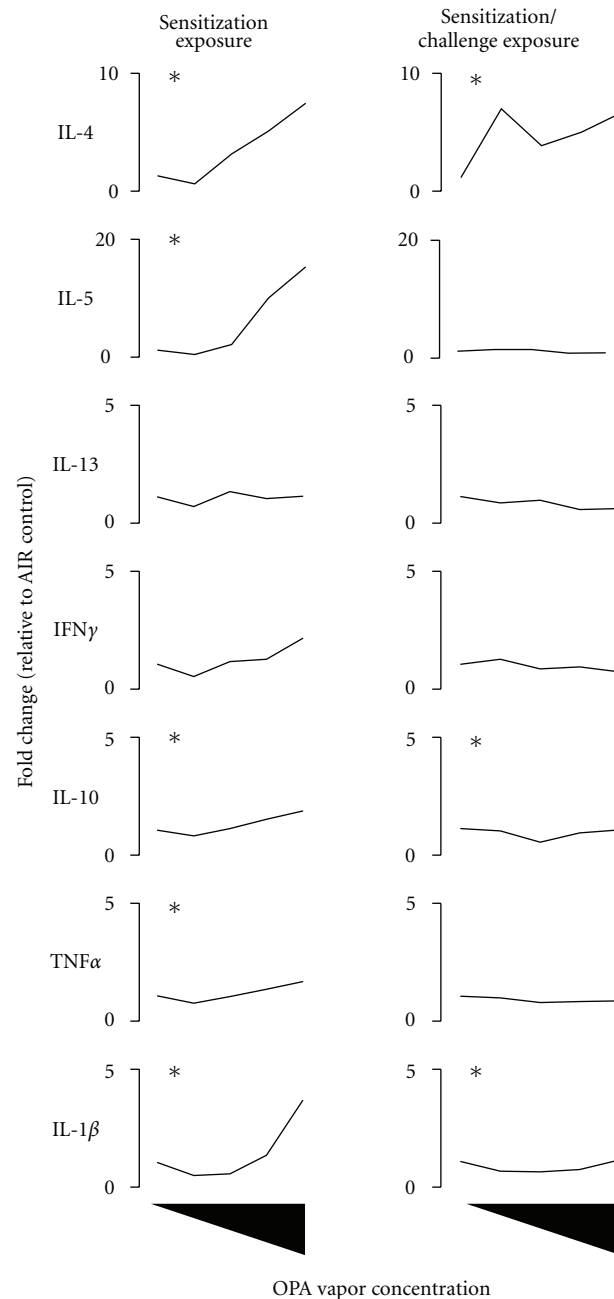 Sensitization
exposure
Sensitization/
challenge exposure
Fold change (relative to AIR control)
IL-4
10
*
0
10
*
0
IL-5
20
*
0
20
0
IL-13
5
0
5
0
IFNγ
5
0
5
0
IL-10
5
*
0
5
*
0
TNFα
5
*
0
5
0
IL-1β
5
*
0
5
*
0
OPA vapor concentration